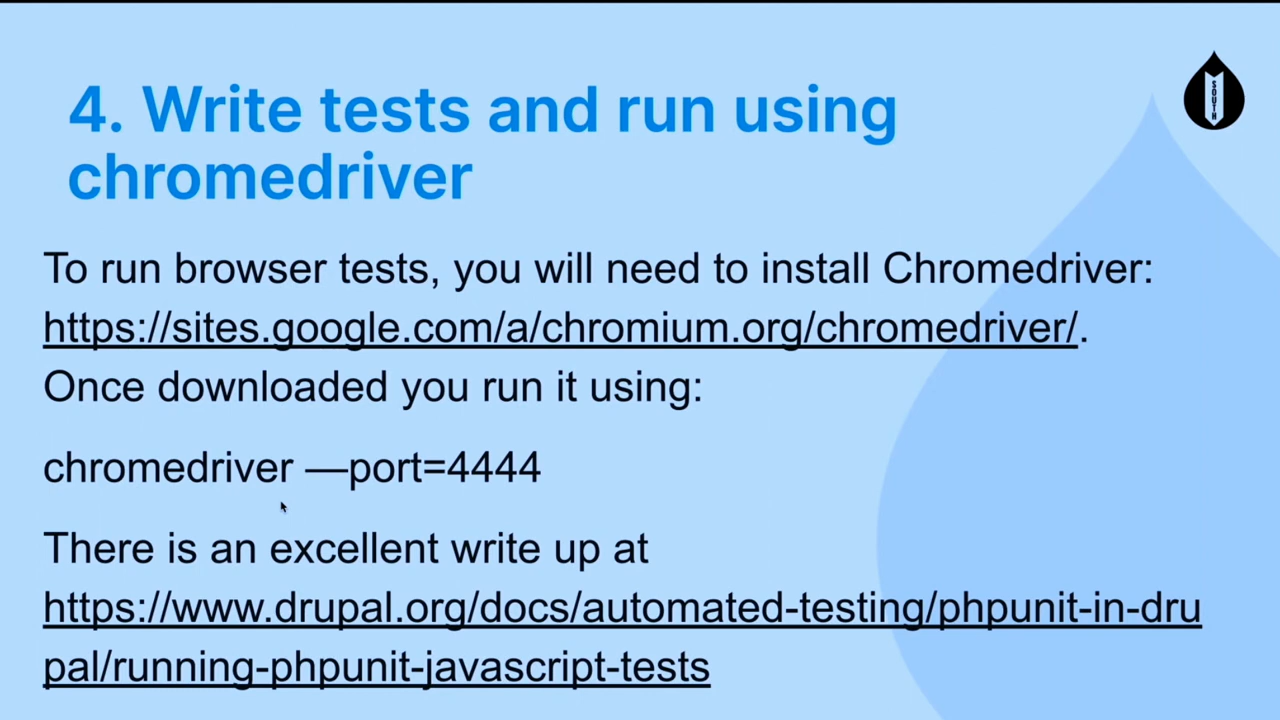 4. Write tests and run using
chromedriver
SOUTH
To run browser tests, you will need to install Chromedriver:
https://sites.google.com/a/chromium.org/chromedriver/.
Once downloaded you run it using:
chromedriver —port=4444
There is an excellent write up at
https://www.drupal.org/docs/automated-testing/phpunit-in-dru
pal/running-phpunit-javascript-tests